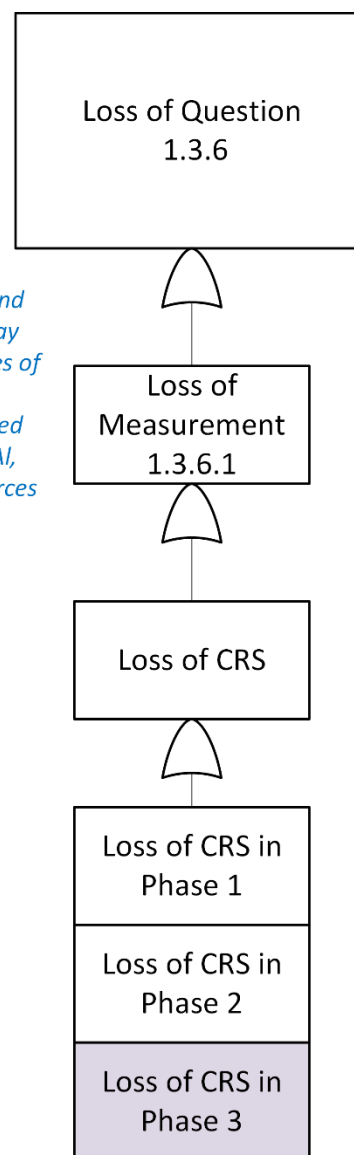 Loss of Question
1.3.6
nd
ay
es of
ed
AI,
rces
Loss of
Measurement
1.3.6.1
Loss of CRS
Loss of CRS in
Phase 1
Loss of CRS in
Phase 2
Loss of CRS in
Phase 3